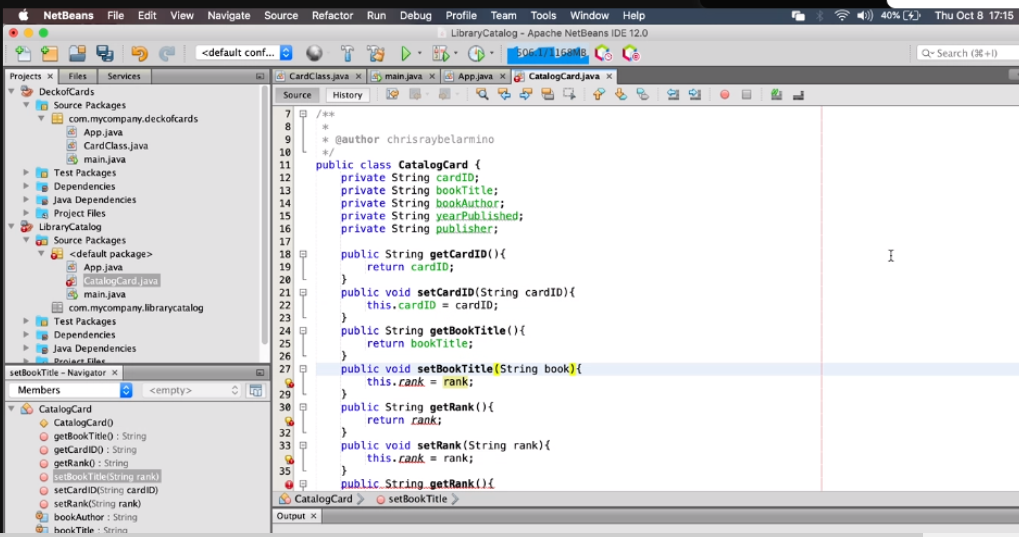 NetBeans File Edit View Navigate Source Refactor Run Debug Profile Team Tools Window Help 40% Thu Oct 8 17:15
LibraryCatalog - Apache NetBeans IDE 12.0
<default conf... 506.1/1168MB Search (⌘+I)
Projects × Files Services CardClass.java × main.java × App.java × CatalogCard.java ×
Source History
DeckofCards
Source Packages
com.mycompany.deckofcards
App.java
CardClass.java
main.java
Test Packages
Dependencies
Java Dependencies
Project Files
LibraryCatalog
Source Packages
<default package>
App.java
CatalogCard.java
main.java
com.mycompany.librarycatalog
Test Packages
Dependencies
Java Dependencies
Project Files
setBookTitle - Navigator ×
Members <empty>
CatalogCard
CatalogCard()
getBookTitle() : String
getCardID() : String
getRank() : String
setBookTitle(String rank)
setCardID(String cardID)
setRank(String rank)
bookAuthor : String
bookTitle : String
7 /**
8 *
9 * @author chrisraybelarmino
10 */
11 public class CatalogCard {
12 private String cardID;
13 private String bookTitle;
14 private String bookAuthor;
15 private String yearPublished;
16 private String publisher;
17
18 public String getCardID(){
19 return cardID;
20 }
21 public void setCardID(String cardID){
22 this.cardID = cardID;
23 }
24 public String getBookTitle(){
25 return bookTitle;
26 }
27 public void setBookTitle(String book){
this.rank = rank;
29 }
30 public String getRank(){
return rank;
32 }
33 public void setRank(String rank){
this.rank = rank;
35 }
public String getRank(){
CatalogCard setBookTitle
Output ×